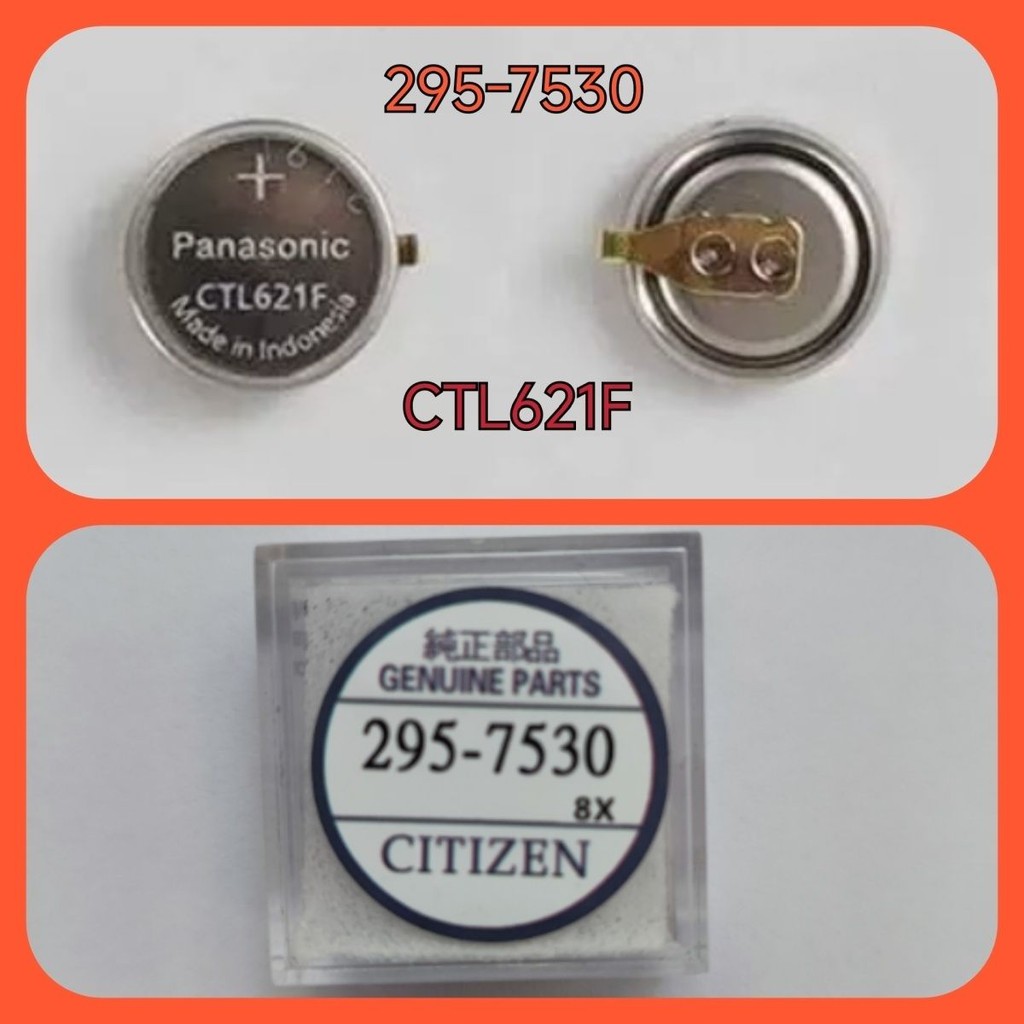 295-7530
+
Panasonic
CTL621F
Made in Indonesia
CTL621F
純正部品
GENUINE PARTS
295-7530
8X
CITIZEN